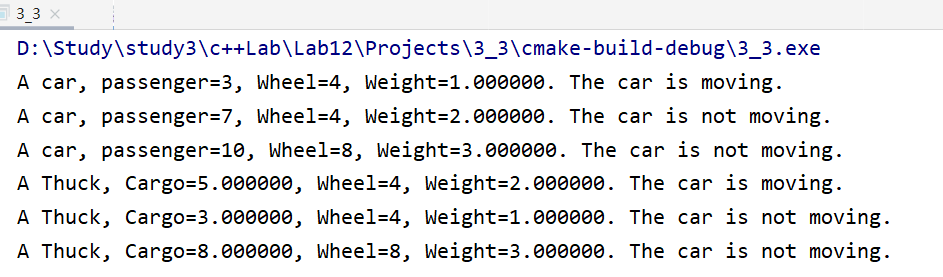 3_3
D:\Study\study3\c++Lab\Lab12\Projects\3_3\cmake-build-debug\3_3.exe
A car, passenger=3, Wheel=4, Weight=1.000000. The car is moving.
A car, passenger=7, Wheel=4, Weight=2.000000. The car is not moving.
A car, passenger=10, Wheel=8, Weight=3.000000. The car is not moving.
A Thuck, Cargo=5.000000, Wheel=4, Weight=2.000000. The car is moving.
A Thuck, Cargo=3.000000, Wheel=4, Weight=1.000000. The car is not moving.
A Thuck, Cargo=8.000000, Wheel=8, Weight=3.000000. The car is not moving.